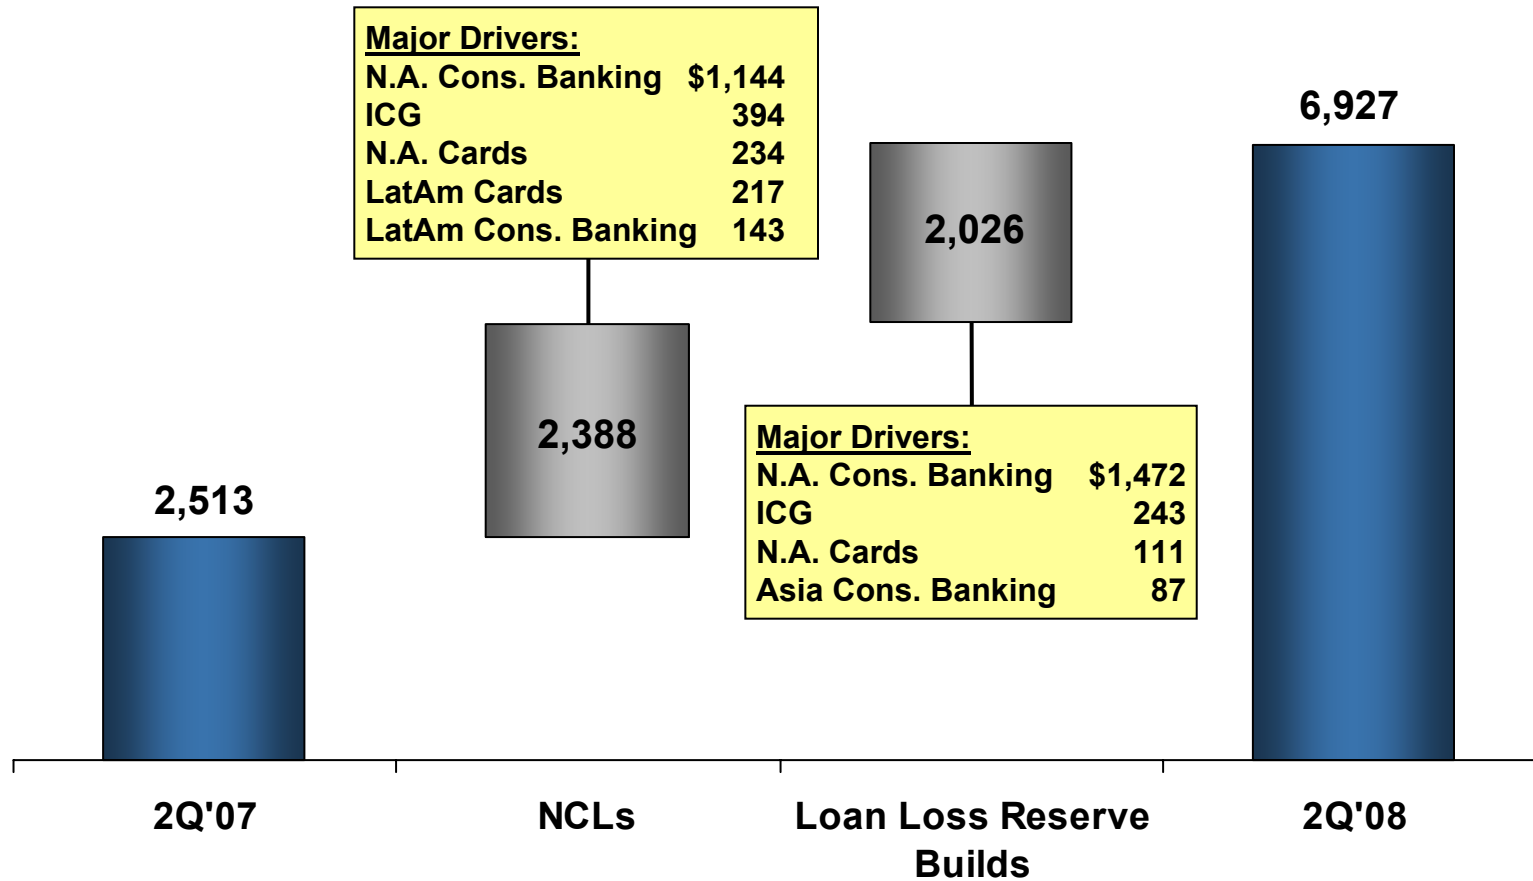 Major Drivers:
N.A. Cons. Banking $1,144
ICG 394
N.A. Cards 234
LatAm Cards 217
LatAm Cons. Banking 143
6,927
2,026
2,388
Major Drivers:
N.A. Cons. Banking $1,472
ICG 243
N.A. Cards 111
Asia Cons. Banking 87
2,513
2Q'07
NCLs
Loan Loss Reserve
Builds
2Q'08